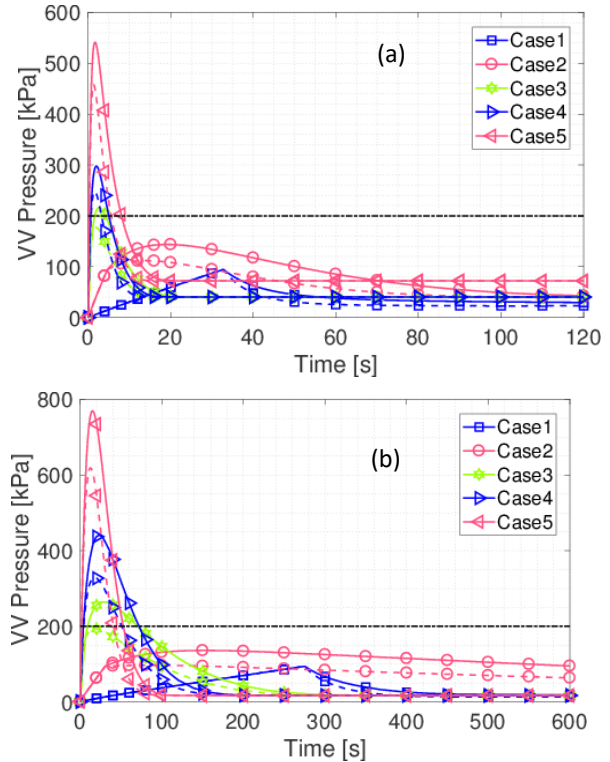 600
500
400
300
200
100
0
VV Pressure [kPa]
(a)
Case1
Case2
Case3
Case4
Case5
0 20 40 60 80 100 120
Time [s]
800
600
400
200
0
VV Pressure [kPa]
(b)
Case1
Case2
Case3
Case4
Case5
0 100 200 300 400 500 600
Time [s]